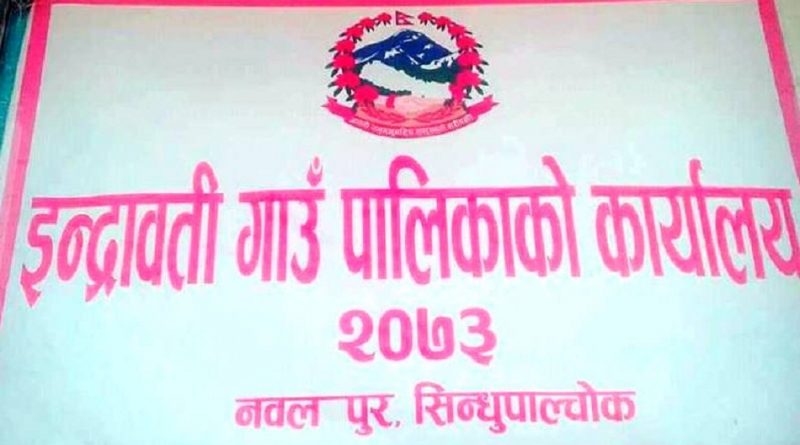 इन्द्रावती गाउँ पालिकाको कार्यालय
२०७३
नवल पुर, सिन्धुपाल्चोक